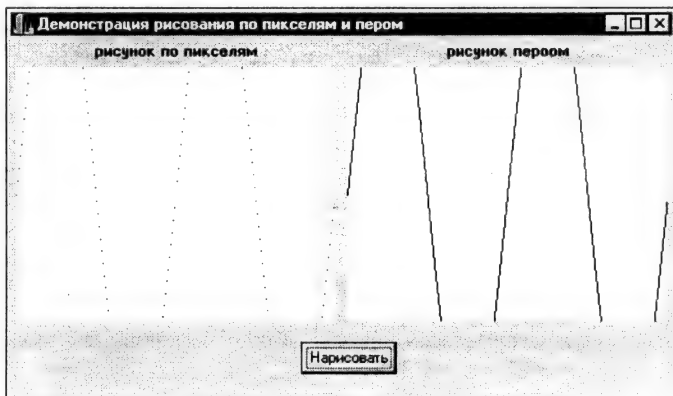 Демонстрация рисования по пикселям и пером
рисунок по пикселям
рисунок пероом
Нарисовать